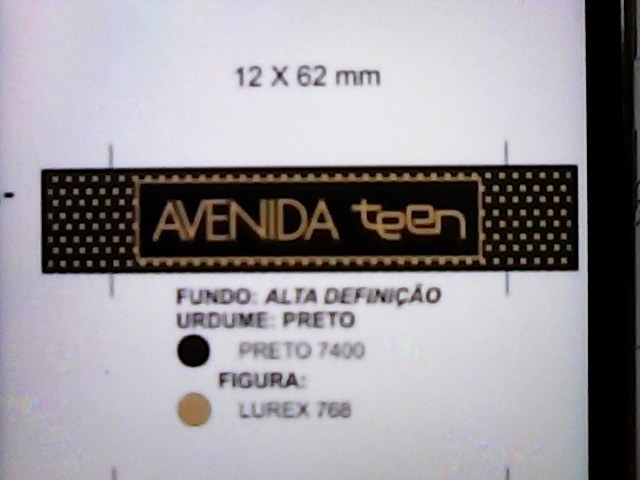 12 X 62 mm
AVENIDA teen
FUNDO: ALTA DEFINIÇÃO
URDUME: PRETO
PRETO 7400
FIGURA:
LUREX 768